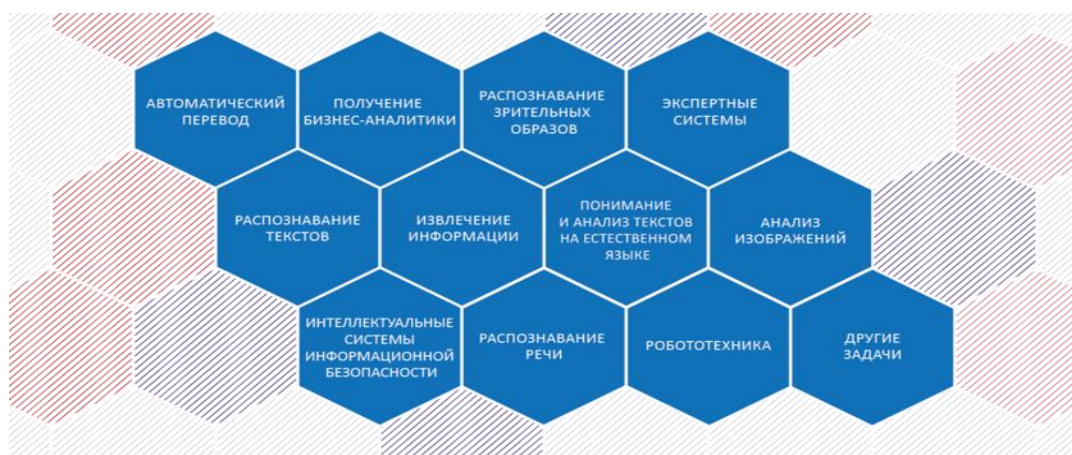 АВТОМАТИЧЕСКИЙ
ПЕРЕВОД
ПОЛУЧЕНИЕ
БИЗНЕС-АНАЛИТИКИ
РАСПОЗНАВАНИЕ
ЗРИТЕЛЬНЫХ
ОБРАЗОВ
ЭКСПЕРТНЫЕ
СИСТЕМЫ
РАСПОЗНАВАНИЕ
ТЕКСТОВ
ИЗВЛЕЧЕНИЕ
ИНФОРМАЦИИ
ПОНИМАНИЕ
И АНАЛИЗ ТЕКСТОВ
НА ЕСТЕСТВЕННОМ
ЯЗЫКЕ
АНАЛИЗ
ИЗОБРАЖЕНИЙ
ИНТЕЛЛЕКТУАЛЬНЫЕ
СИСТЕМЫ
ИНФОРМАЦИОННОЙ
БЕЗОПАСНОСТИ
РАСПОЗНАВАНИЕ
РЕЧИ
РОБОТОТЕХНИКА
ДРУГИЕ
ЗАДАЧИ